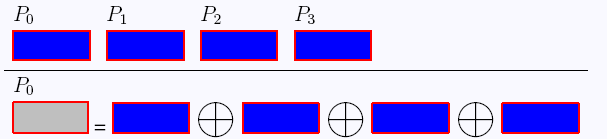 P₀ P₁ P₂ P₃
P₀
= ⊕ ⊕ ⊕